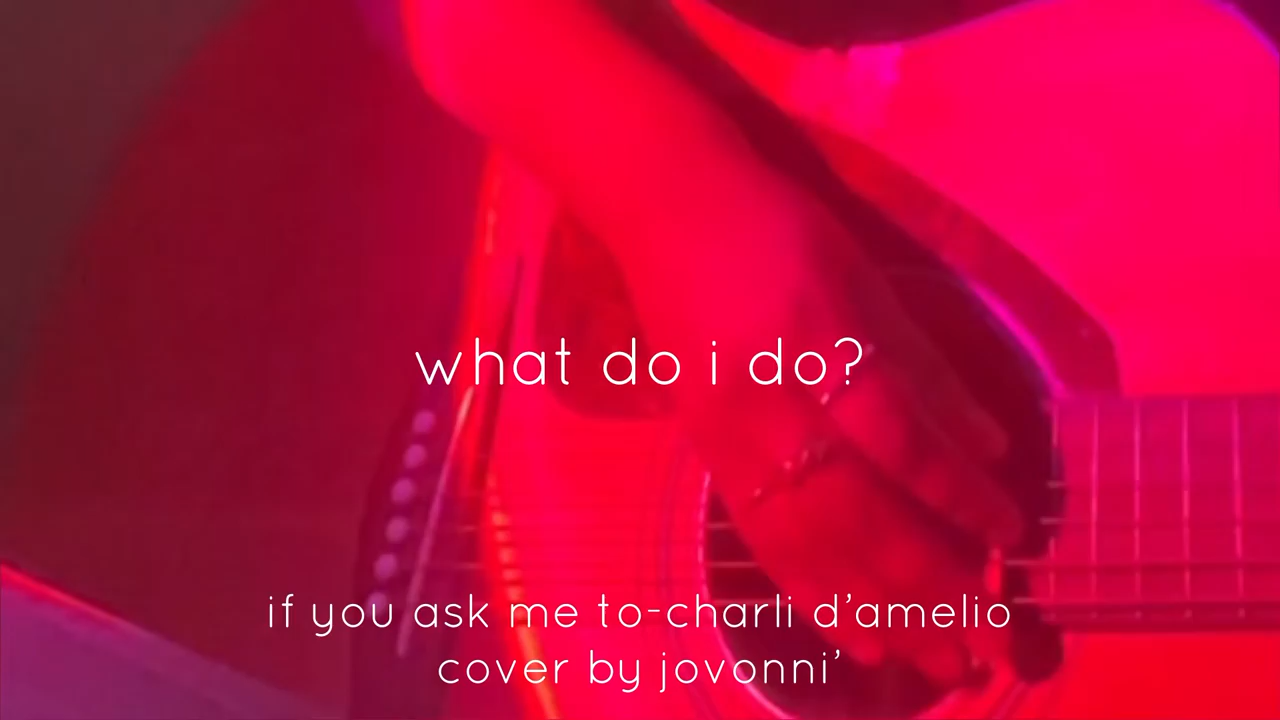 what do i do?
if you ask me to-charli d’amelio
cover by jovonni’